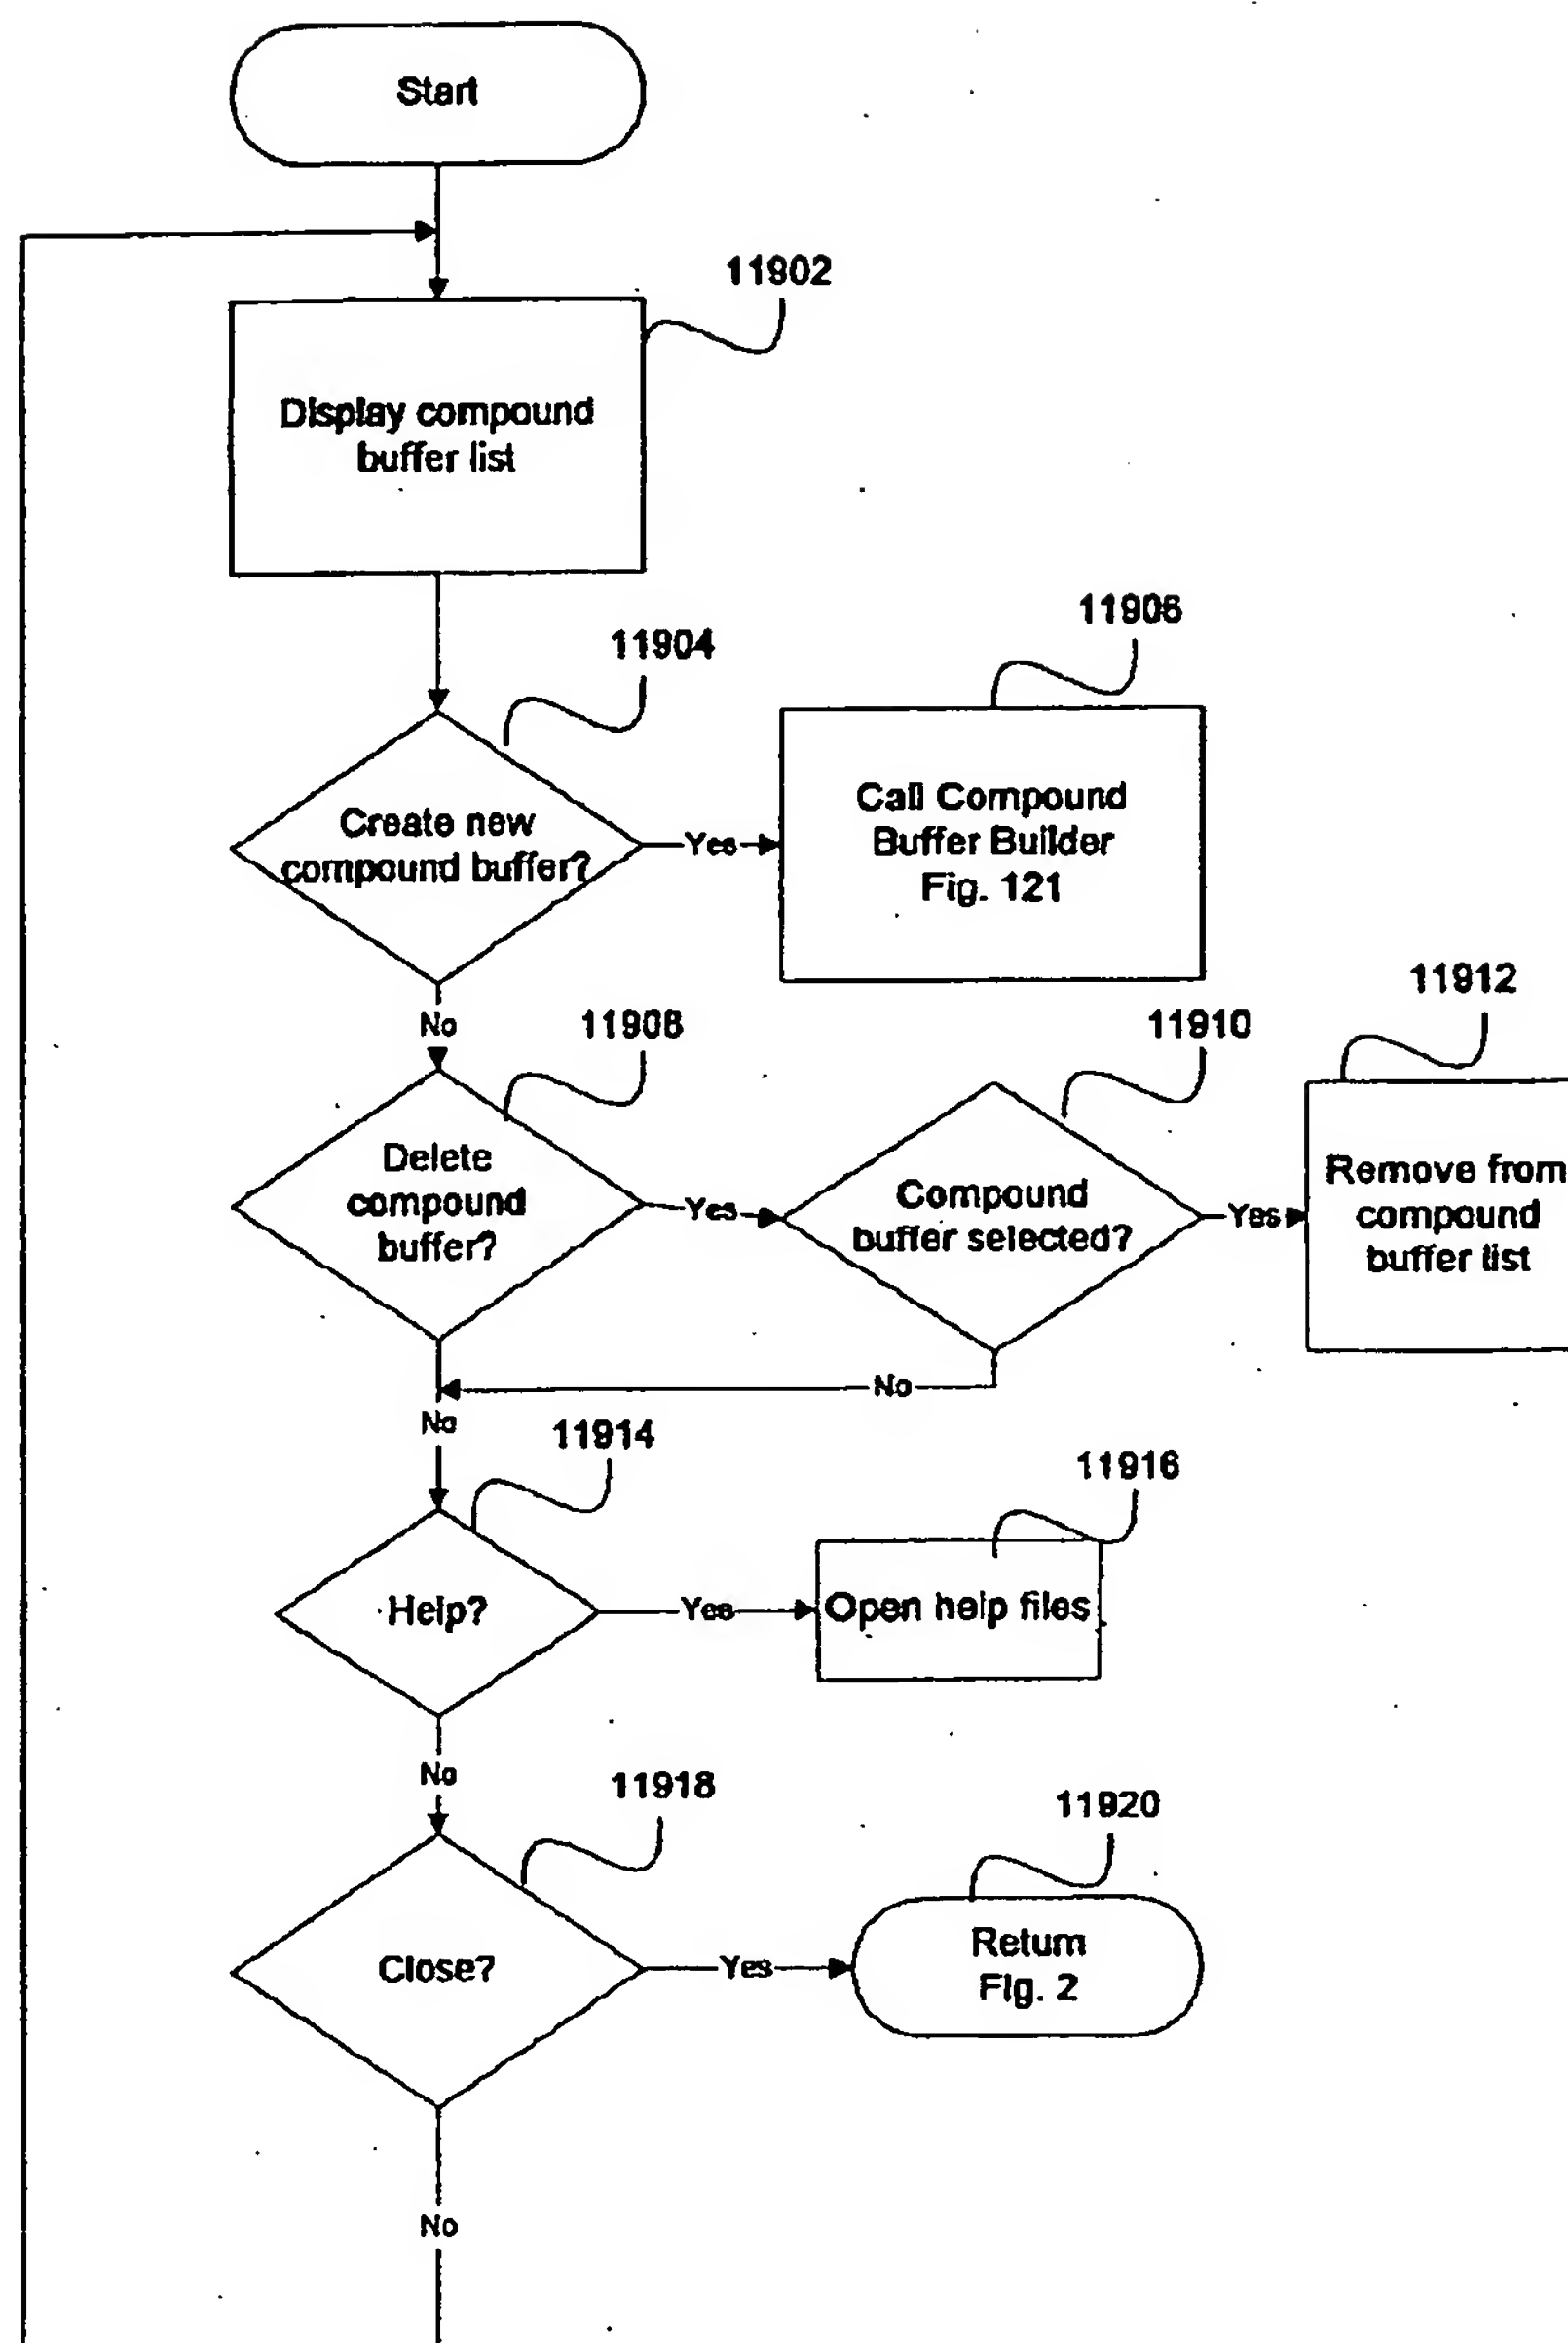 Start
11902
Display compound
buffer list
11904
11906
Create new
compound buffer?
Yes
Call Compound
Buffer Builder
Fig. 121
No
11908
11910
11912
Delete
compound
buffer?
Yes
Compound
buffer selected?
Yes
Remove from
compound
buffer list
No
No
11914
11916
Help?
Yes
Open help files
No
11918
11920
Close?
Yes
Return
Fig. 2
No